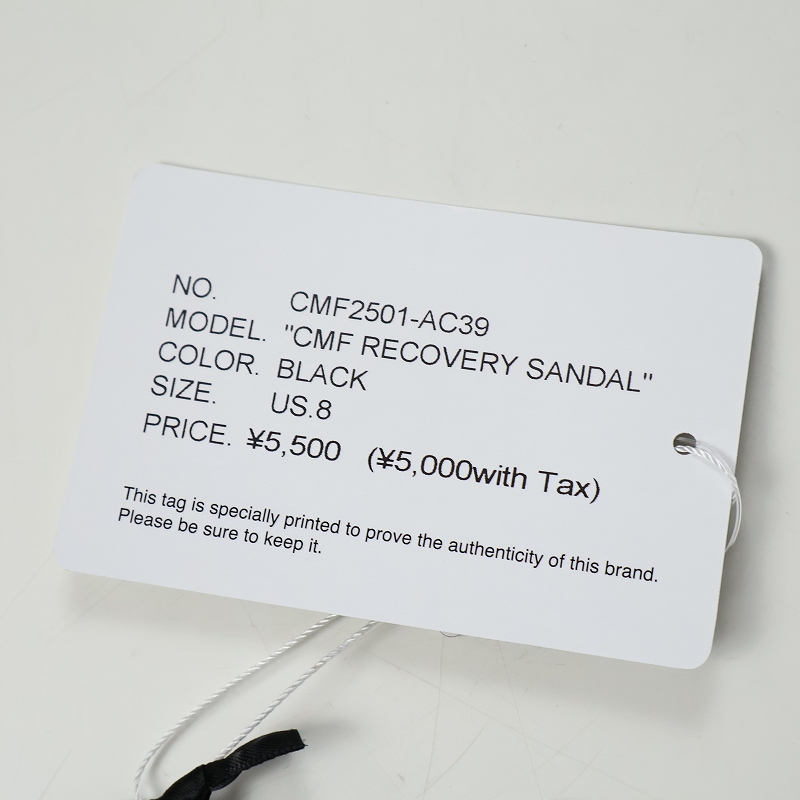 NO. CMF2501-AC39
MODEL. "CMF RECOVERY SANDAL"
COLOR. BLACK
SIZE. US.8
PRICE. ¥5,500 (¥5,000with Tax)
This tag is specially printed to prove the authenticity of this brand.
Please be sure to keep it.